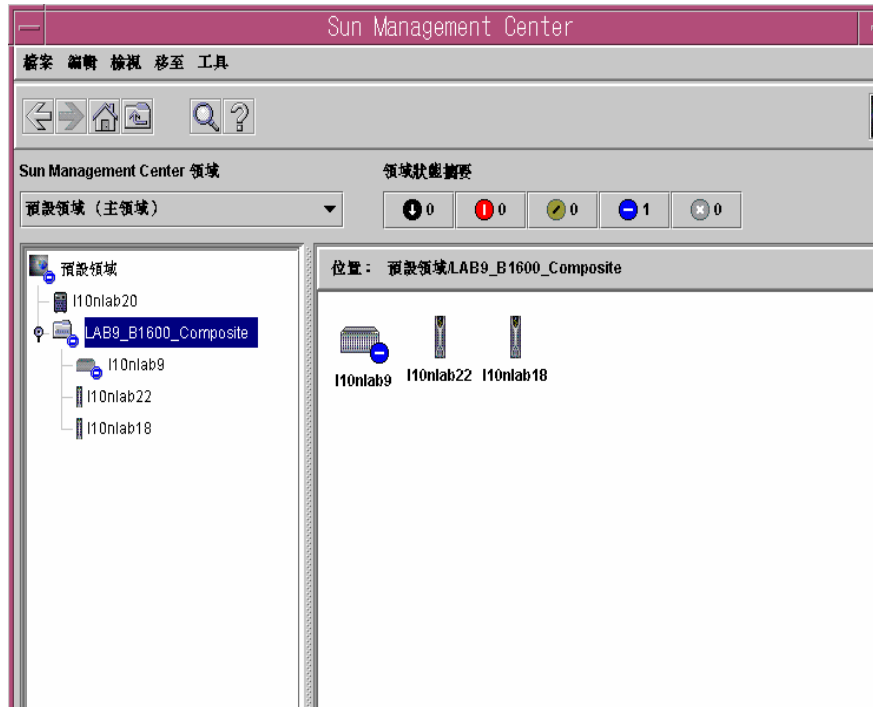 Sun Management Center
檔案 編輯 檢視 移至 工具
Sun Management Center 領域
領域狀態摘要
預設領域（主領域）
0 0 0 1 0
預設領域
l10nlab20
LAB9_B1600_Composite
l10nlab9
l10nlab22
l10nlab18
位置： 預設領域/LAB9_B1600_Composite
l10nlab9 l10nlab22 l10nlab18